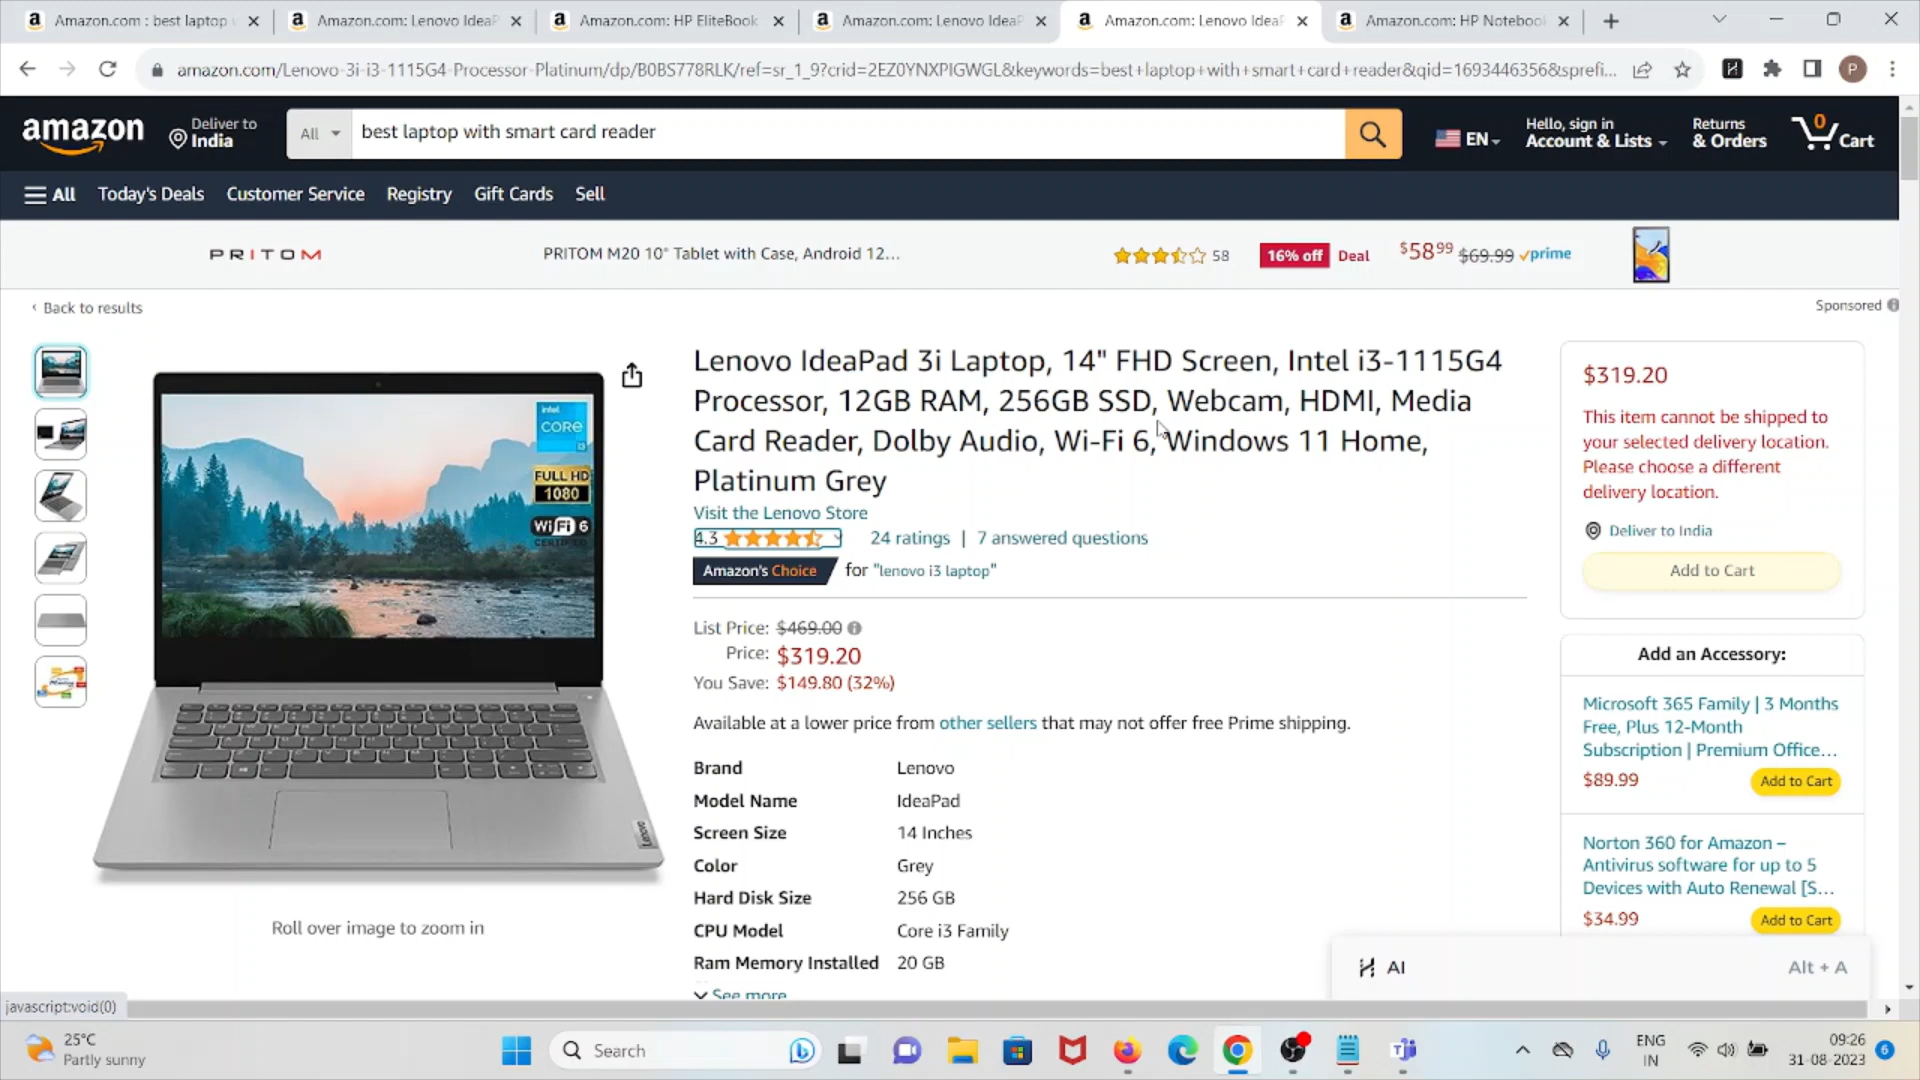 Amazon.com : best laptop w
Amazon.com: Lenovo IdeaP
Amazon.com: HP EliteBook
Amazon.com: Lenovo IdeaP
Amazon.com: Lenovo IdeaP
Amazon.com: HP Notebook
amazon.com/Lenovo-3i-i3-1115G4-Processor-Platinum/dp/B0BS778RLK/ref=sr_1_9?crid=2EZ0YNXPIGWGL&keywords=best+laptop+with+smart+card+reader&qid=1693446356&sprefi...
P
amazon
Deliver to
India
All
best laptop with smart card reader
EN
Hello, sign in
Account & Lists
Returns
& Orders
0
Cart
All
Today's Deals
Customer Service
Registry
Gift Cards
Sell
PRITOM
PRITOM M20 10" Tablet with Case, Android 12...
58
16% off
Deal
$58 99
$69.99
prime
‹ Back to results
Sponsored
Lenovo IdeaPad 3i Laptop, 14" FHD Screen, Intel i3-1115G4
Processor, 12GB RAM, 256GB SSD, Webcam, HDMI, Media
Card Reader, Dolby Audio, Wi-Fi 6, Windows 11 Home,
Platinum Grey
Visit the Lenovo Store
4.3
24 ratings | 7 answered questions
Amazon's Choice
for "lenovo i3 laptop"
List Price: $469.00
Price: $319.20
You Save: $149.80 (32%)
Available at a lower price from other sellers that may not offer free Prime shipping.
Brand Lenovo
Model Name IdeaPad
Screen Size 14 Inches
Color Grey
Hard Disk Size 256 GB
CPU Model Core i3 Family
Ram Memory Installed 20 GB
See more
intel
CORE
i3
FULL HD
1080
WiFi 6
CERTIFIED
Lenovo
Roll over image to zoom in
$319.20
This item cannot be shipped to
your selected delivery location.
Please choose a different
delivery location.
Deliver to India
Add to Cart
Add an Accessory:
Microsoft 365 Family | 3 Months
Free, Plus 12-Month
Subscription | Premium Office...
$89.99
Add to Cart
Norton 360 for Amazon –
Antivirus software for up to 5
Devices with Auto Renewal [S...
$34.99
Add to Cart
AI
Alt + A
javascript:void(0)
25°C
Partly sunny
Search
ENG
IN
09:26
31-08-2023
6